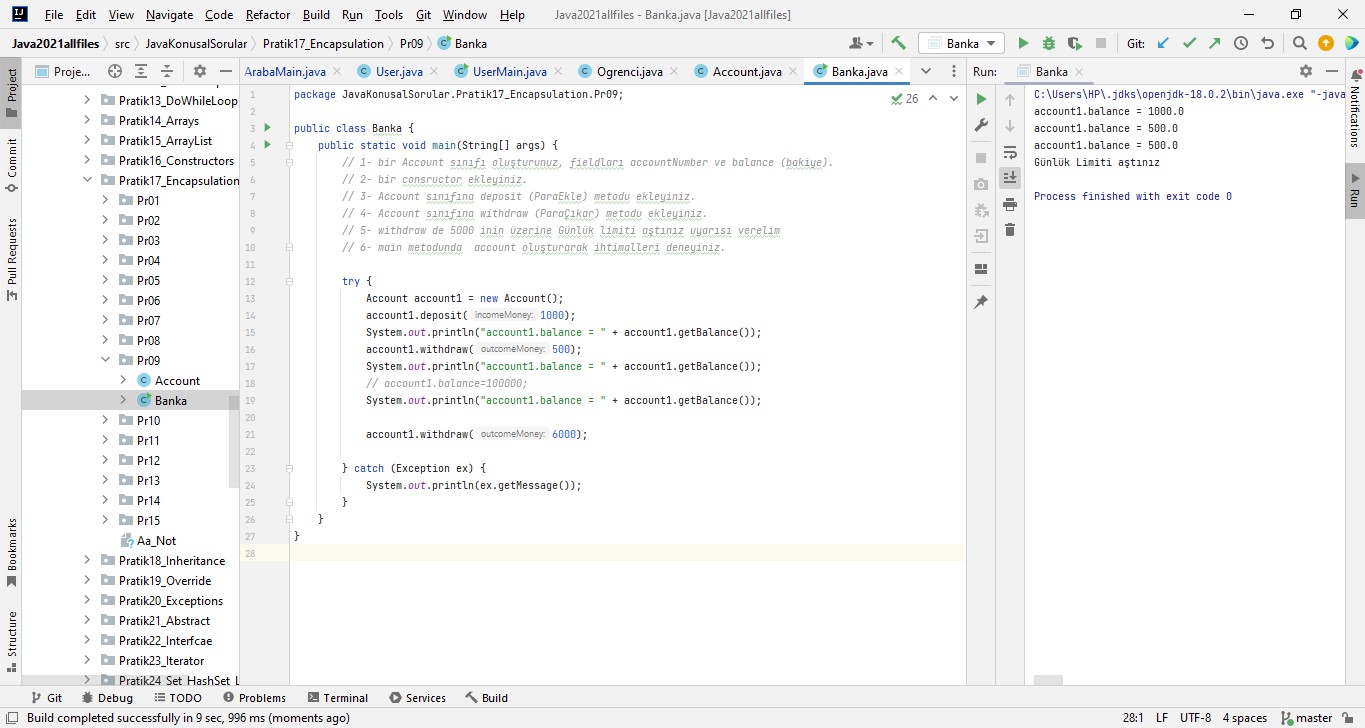 File Edit View Navigate Code Refactor Build Run Tools Git Window Help Java2021allfiles - Banka.java [Java2021allfiles]
Java2021allfiles src JavaKonusalSorular Pratik17_Encapsulation Pr09 Banka
Banka
Git:
Project
Commit
Pull Requests
Bookmarks
Structure
Proje...
Pratik13_DoWhileLoop
Pratik14_Arrays
Pratik15_ArrayList
Pratik16_Constructors
Pratik17_Encapsulation
Pr01
Pr02
Pr03
Pr04
Pr05
Pr06
Pr07
Pr08
Pr09
Account
Banka
Pr10
Pr11
Pr12
Pr13
Pr14
Pr15
Aa_Not
Pratik18_Inheritance
Pratik19_Override
Pratik20_Exceptions
Pratik21_Abstract
Pratik22_Interfcae
Pratik23_Iterator
Pratik24_Set_HashSet_L
ArabaMain.java User.java UserMain.java Ogrenci.java Account.java Banka.java
26
1 package JavaKonusalSorular.Pratik17_Encapsulation.Pr09;
2
3 public class Banka {
4 public static void main(String[] args) {
5 // 1- bir Account sınıfı oluşturunuz, fieldları accountNumber ve balance (bakiye).
6 // 2- bir consructor ekleyiniz.
7 // 3- Account sınıfına deposit (ParaEkle) metodu ekleyiniz.
8 // 4- Account sınıfına withdraw (ParaÇıkar) metodu ekleyiniz.
9 // 5- withdraw de 5000 inin üzerine Günlük limiti aştınız uyarısı verelim
10 // 6- main metodunda  account oluşturarak ihtimalleri deneyiniz.
11
12 try {
13 Account account1 = new Account();
14 account1.deposit( incomeMoney: 1000);
15 System.out.println("account1.balance = " + account1.getBalance());
16 account1.withdraw( outcomeMoney: 500);
17 System.out.println("account1.balance = " + account1.getBalance());
18 // account1.balance=100000;
19 System.out.println("account1.balance = " + account1.getBalance());
20
21 account1.withdraw( outcomeMoney: 6000);
22
23 } catch (Exception ex) {
24 System.out.println(ex.getMessage());
25 }
26 }
27 }
28
Run: Banka
C:\Users\HP\.jdks\openjdk-18.0.2\bin\java.exe "-java
account1.balance = 1000.0
account1.balance = 500.0
account1.balance = 500.0
Günlük Limiti aştınız
Process finished with exit code 0
Notifications
Run
Git Debug TODO Problems Terminal Services Build
Build completed successfully in 9 sec, 996 ms (moments ago)
28:1 LF UTF-8 4 spaces master